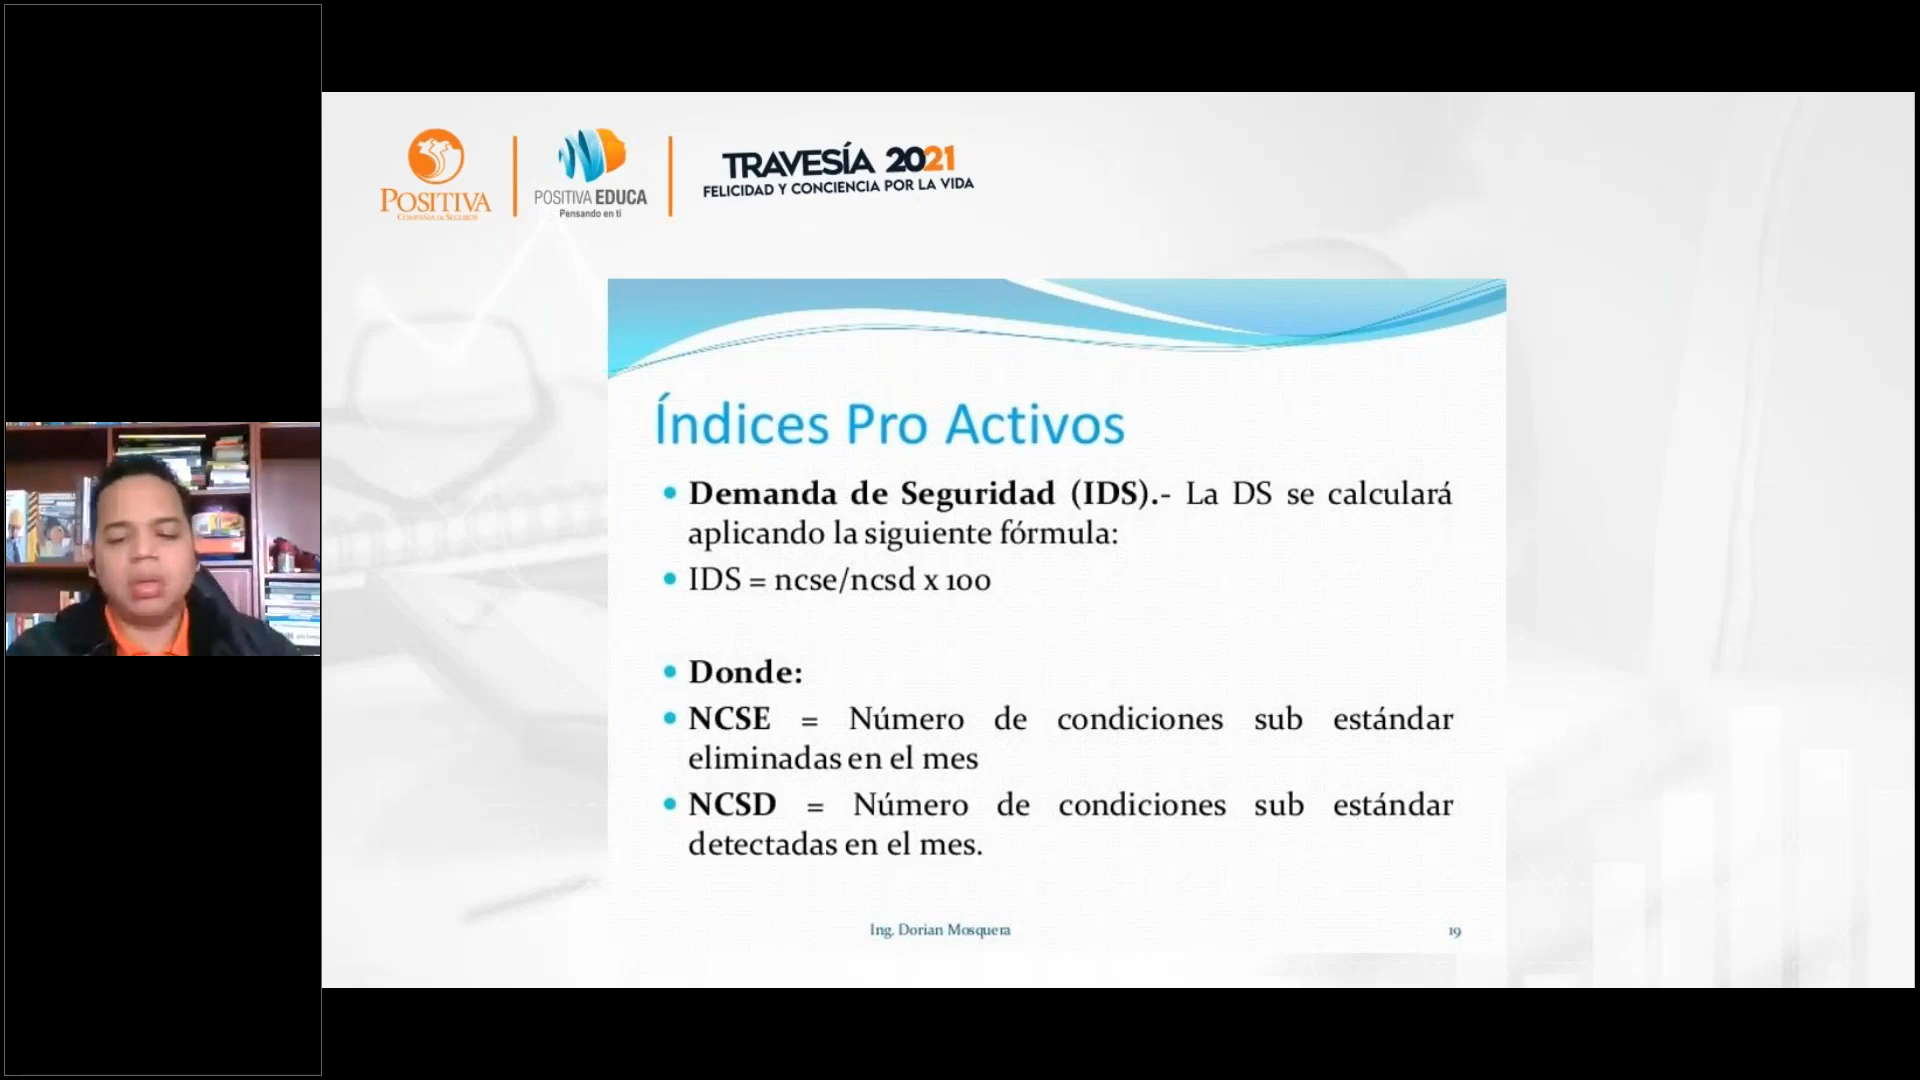 POSITIVA
COMPAÑÍA DE SEGUROS
POSITIVA EDUCA
Pensando en ti
TRAVESÍA 2021
FELICIDAD Y CONCIENCIA POR LA VIDA
Índices Pro Activos
• Demanda de Seguridad (IDS).- La DS se calculará
aplicando la siguiente fórmula:
• IDS = ncse/ncsd x 100
• Donde:
• NCSE = Número de condiciones sub estándar
eliminadas en el mes
• NCSD = Número de condiciones sub estándar
detectadas en el mes.
Ing. Dorian Mosquera
19